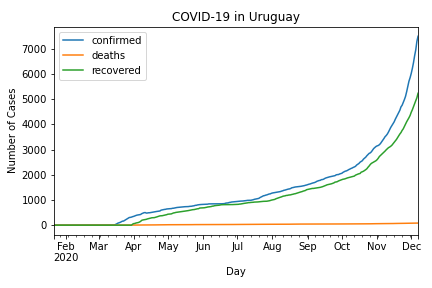 COVID-19 in Uruguay
confirmed
deaths
recovered
Number of Cases
7000
6000
5000
4000
3000
2000
1000
0
Feb Mar Apr May Jun Jul Aug Sep Oct Nov Dec
2020
Day